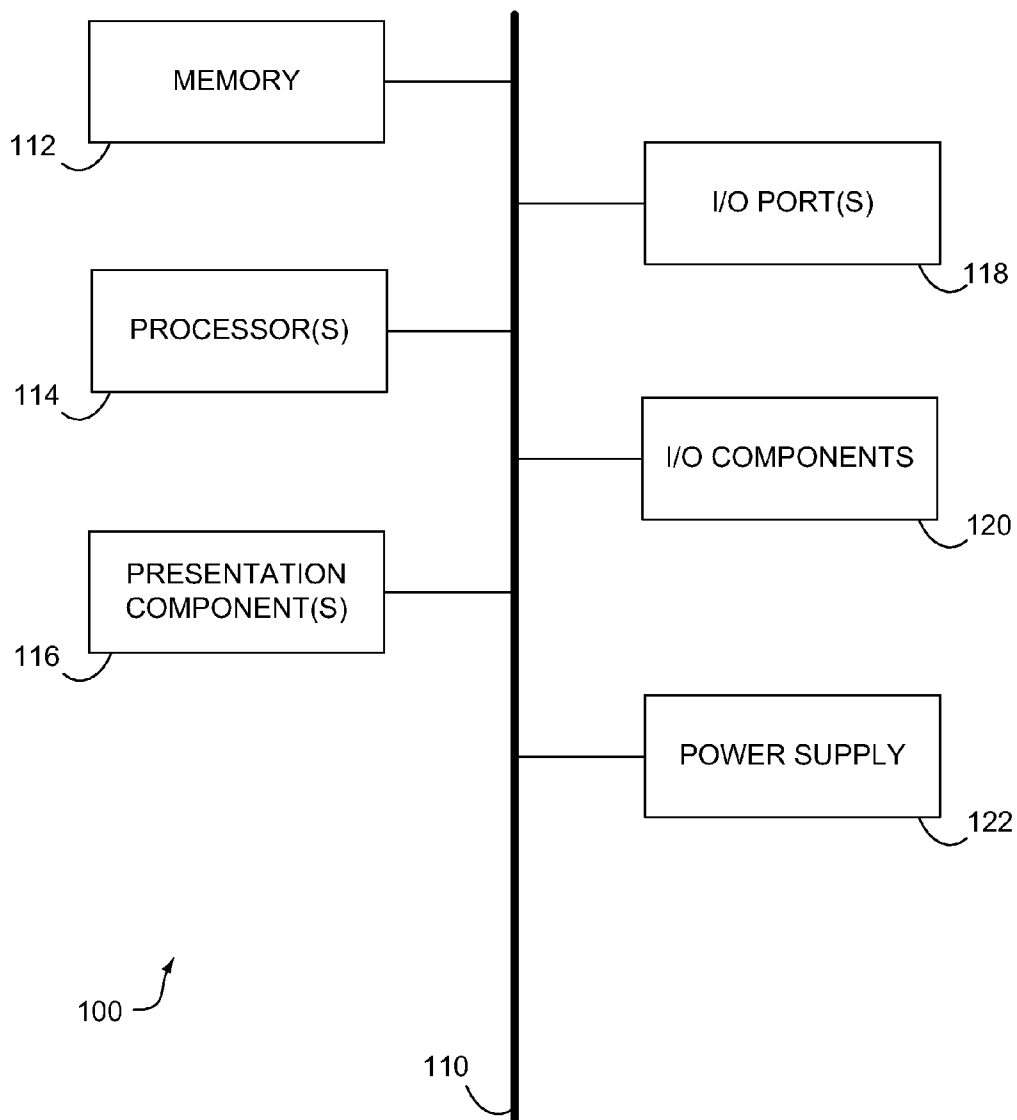 MEMORY
112
I/O PORT(S)
118
PROCESSOR(S)
114
I/O COMPONENTS
120
PRESENTATION
COMPONENT(S)
116
POWER SUPPLY
122
100
110